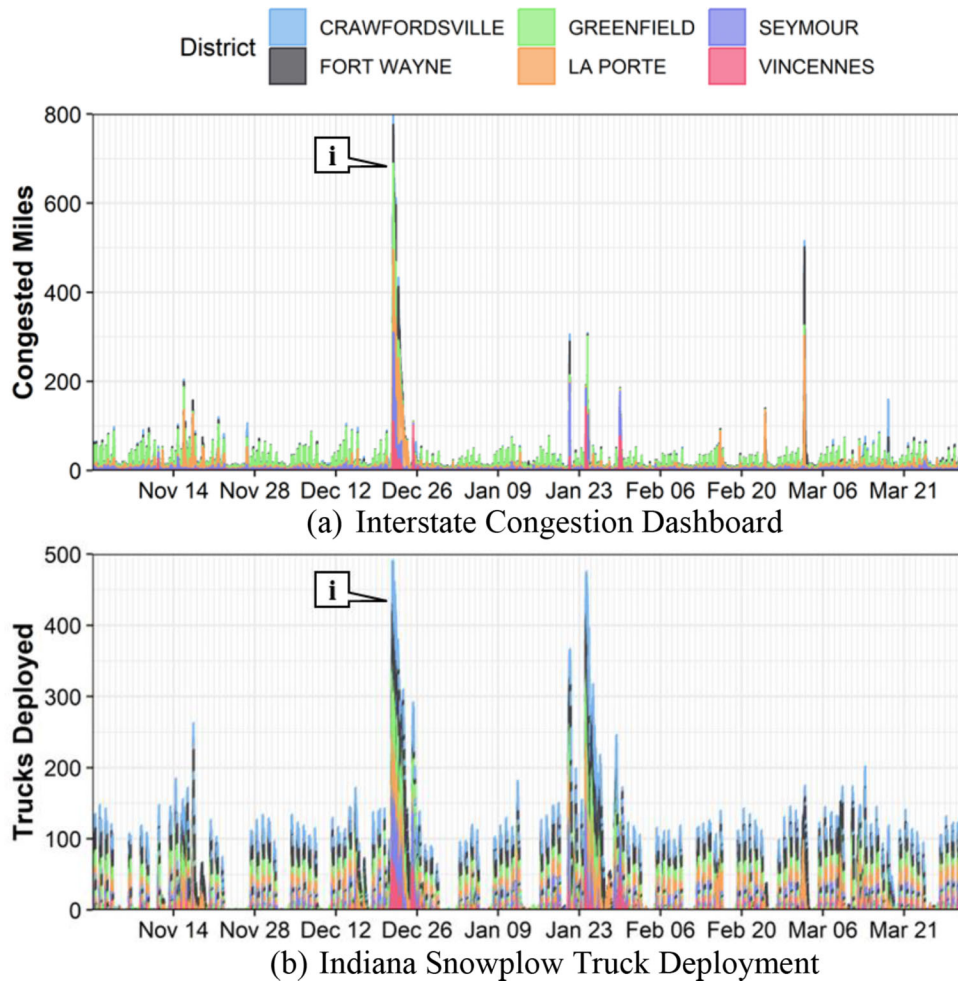 District
CRAWFORDSVILLE GREENFIELD SEYMOUR
FORT WAYNE LA PORTE VINCENNES
800
600
400
200
0
Congested Miles
i
Nov 14 Nov 28 Dec 12 Dec 26 Jan 09 Jan 23 Feb 06 Feb 20 Mar 06 Mar 21
(a) Interstate Congestion Dashboard
500
400
300
200
100
0
Trucks Deployed
i
Nov 14 Nov 28 Dec 12 Dec 26 Jan 09 Jan 23 Feb 06 Feb 20 Mar 06 Mar 21
(b) Indiana Snowplow Truck Deployment